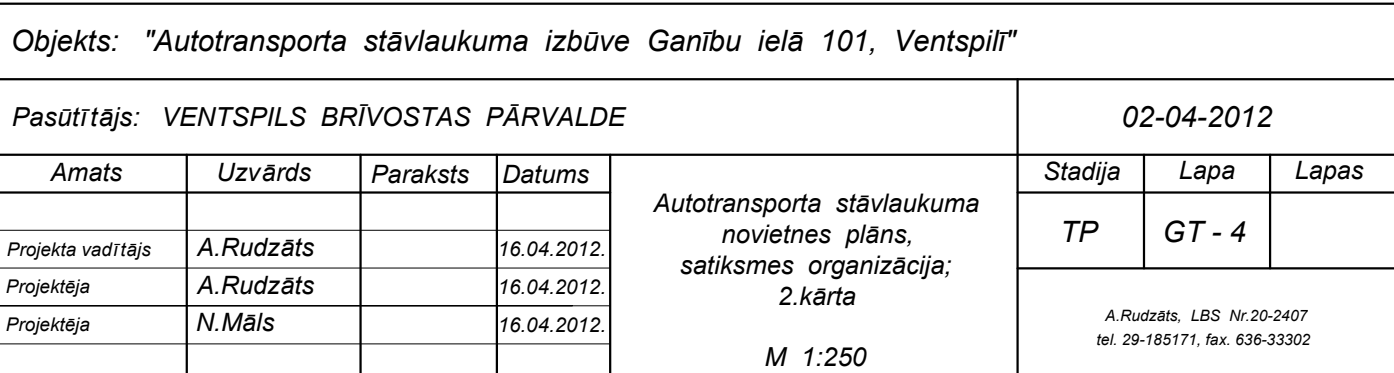 Objekts: "Autotransporta stāvlaukuma izbūve Ganību ielā 101, Ventspilī"
Pasūtītājs: VENTSPILS BRĪVOSTAS PĀRVALDE
02-04-2012
Amats Uzvārds Paraksts Datums
Projekta vadītājs A.Rudzāts 16.04.2012.
Projektēja A.Rudzāts 16.04.2012.
Projektēja N.Māls 16.04.2012.
Autotransporta stāvlaukuma
novietnes plāns,
satiksmes organizācija;
2.kārta
M 1:250
Stadija Lapa Lapas
TP GT - 4
A.Rudzāts, LBS Nr.20-2407
tel. 29-185171, fax. 636-33302